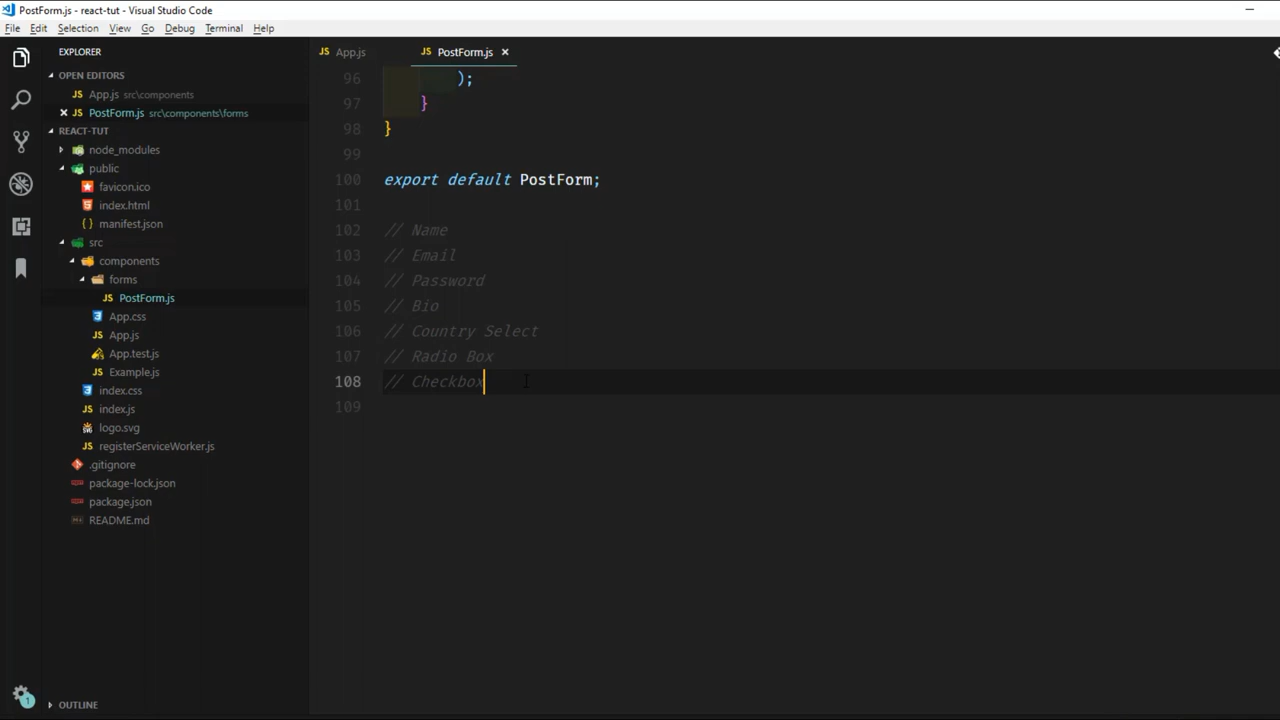 PostForm.js - react-tut - Visual Studio Code
File Edit Selection View Go Debug Terminal Help
EXPLORER
OPEN EDITORS
App.js src\components
PostForm.js src\components\forms
REACT-TUT
node_modules
public
favicon.ico
index.html
{ } manifest.json
src
components
forms
JS PostForm.js
App.css
JS App.js
App.test.js
JS Example.js
index.css
JS index.js
logo.svg
JS registerServiceWorker.js
.gitignore
package-lock.json
package.json
README.md
OUTLINE
1
JS App.js
JS PostForm.js
96 );
97 }
98 }
99
100 export default PostForm;
101
102 // Name
103 // Email
104 // Password
105 // Bio
106 // Country Select
107 // Radio Box
108 // Checkbox
109